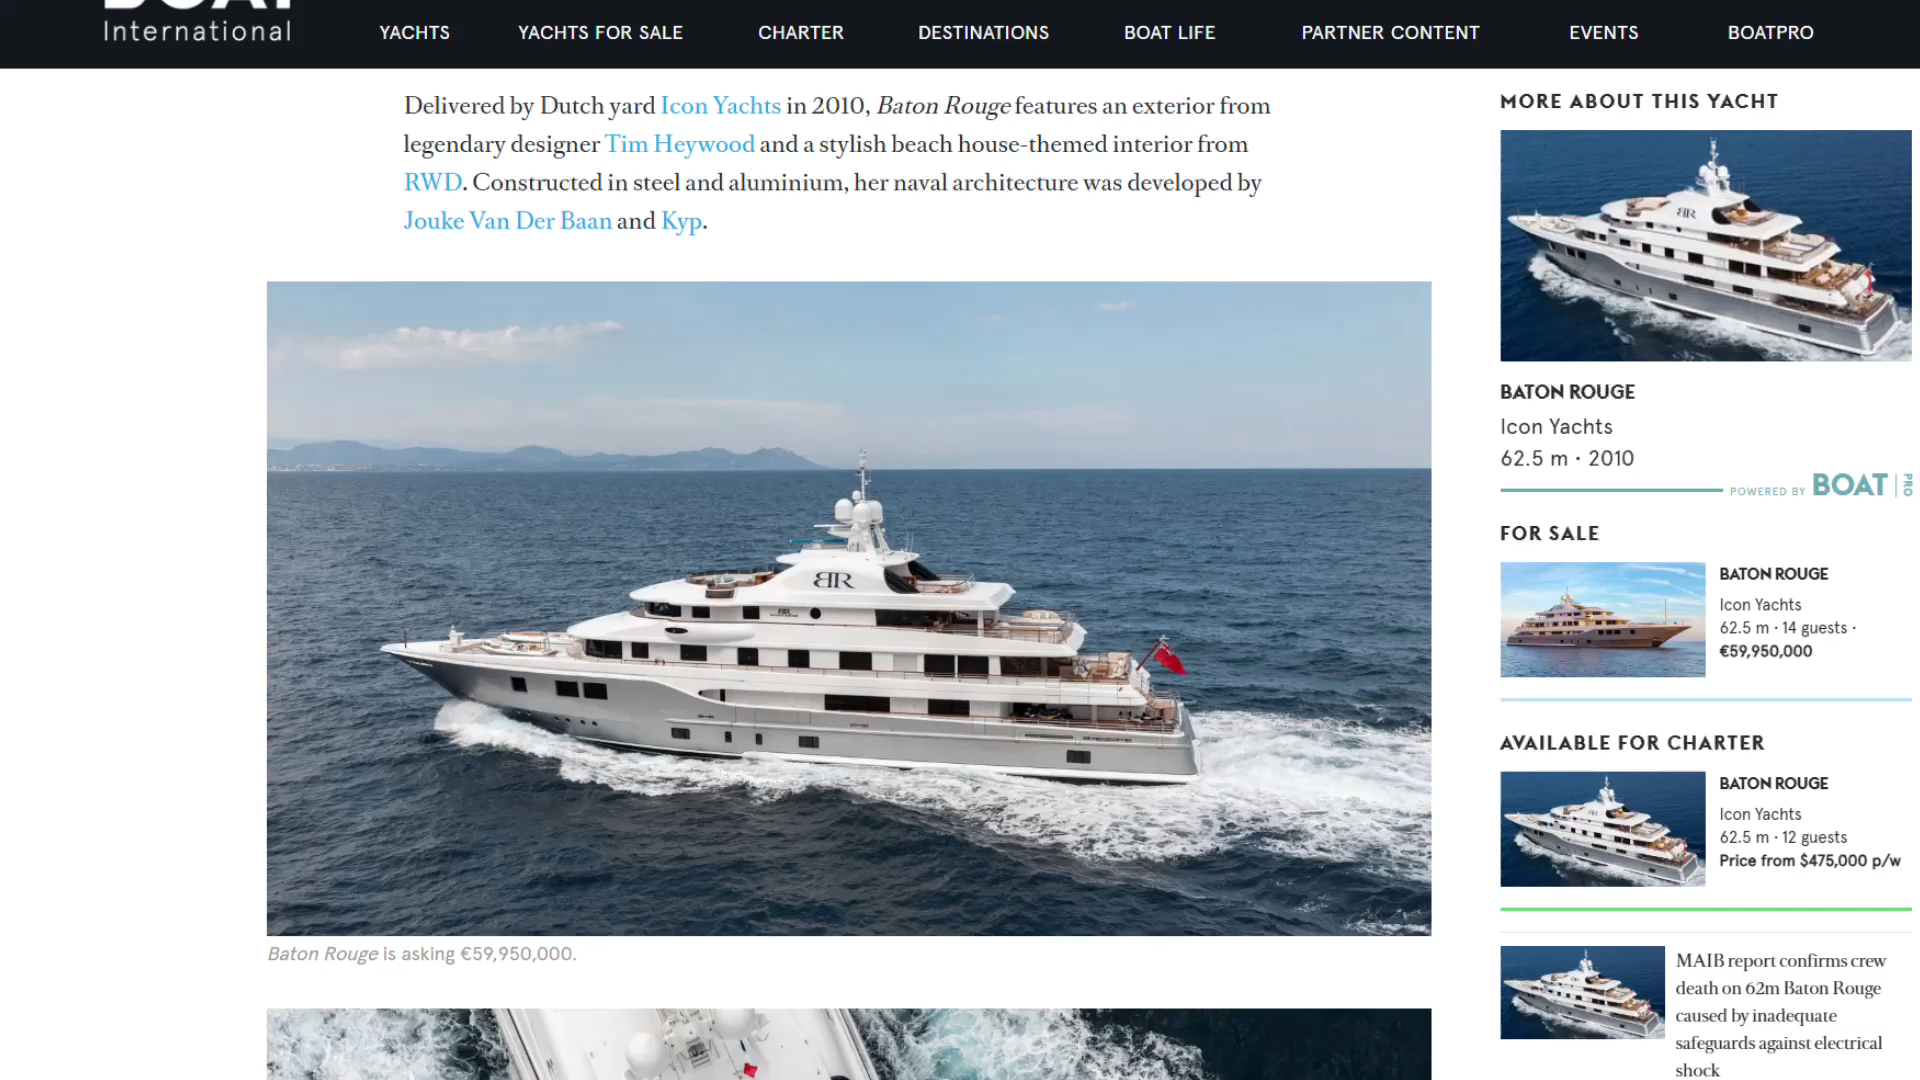 BOAT
International
YACHTS
YACHTS FOR SALE
CHARTER
DESTINATIONS
BOAT LIFE
PARTNER CONTENT
EVENTS
BOATPRO
Delivered by Dutch yard Icon Yachts in 2010, Baton Rouge features an exterior from
legendary designer Tim Heywood and a stylish beach house-themed interior from
RWD. Constructed in steel and aluminium, her naval architecture was developed by
Jouke Van Der Baan and Kyp.
BR
Baton Rouge is asking €59,950,000.
MORE ABOUT THIS YACHT
BR
BATON ROUGE
Icon Yachts
62.5 m · 2010
POWERED BY BOAT PRO
FOR SALE
BATON ROUGE
Icon Yachts
62.5 m · 14 guests ·
€59,950,000
AVAILABLE FOR CHARTER
BATON ROUGE
Icon Yachts
62.5 m · 12 guests
Price from $475,000 p/w
MAIB report confirms crew
death on 62m Baton Rouge
caused by inadequate
safeguards against electrical
shock